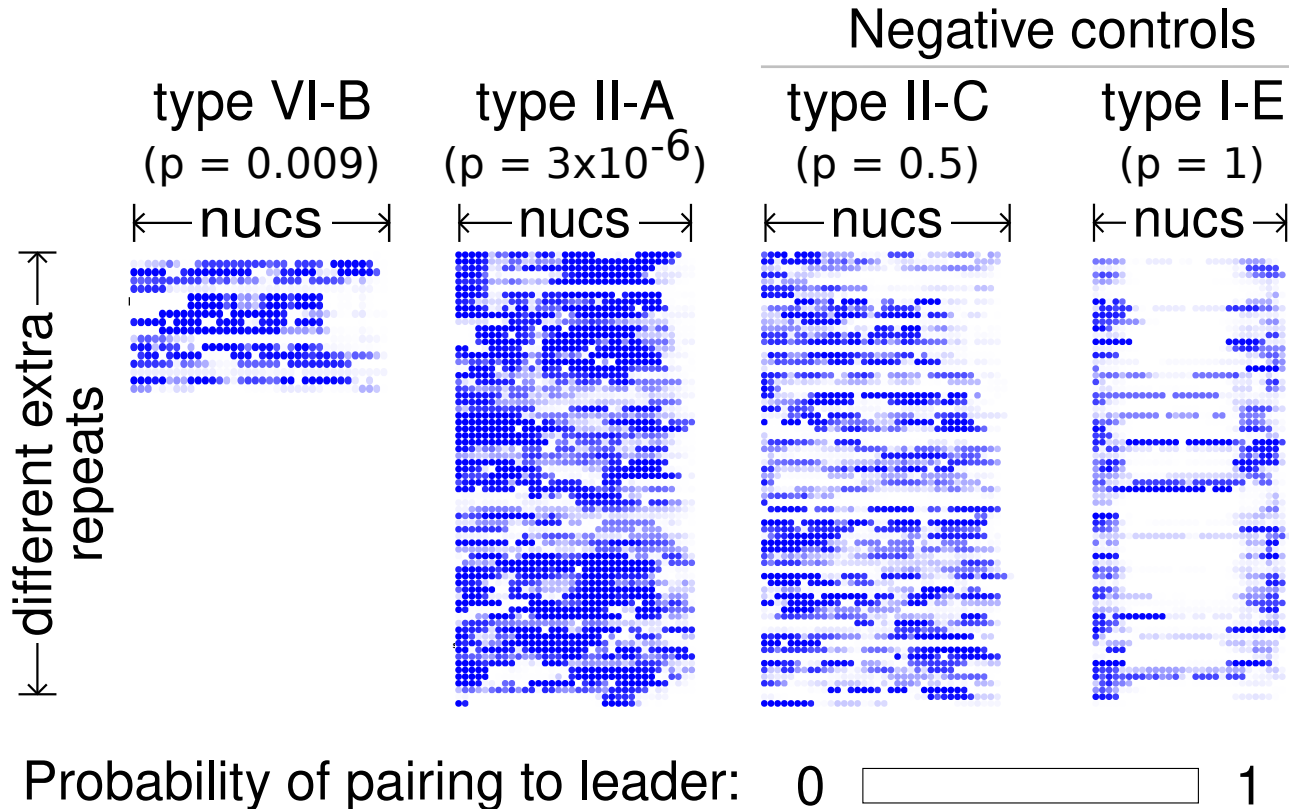 Negative controls
type VI-B type II-A type II-C type I-E
(p = 0.009) (p = 3x10⁻⁶) (p = 0.5) (p = 1)
nucs nucs nucs nucs
different extra
repeats
Probability of pairing to leader: 0 1